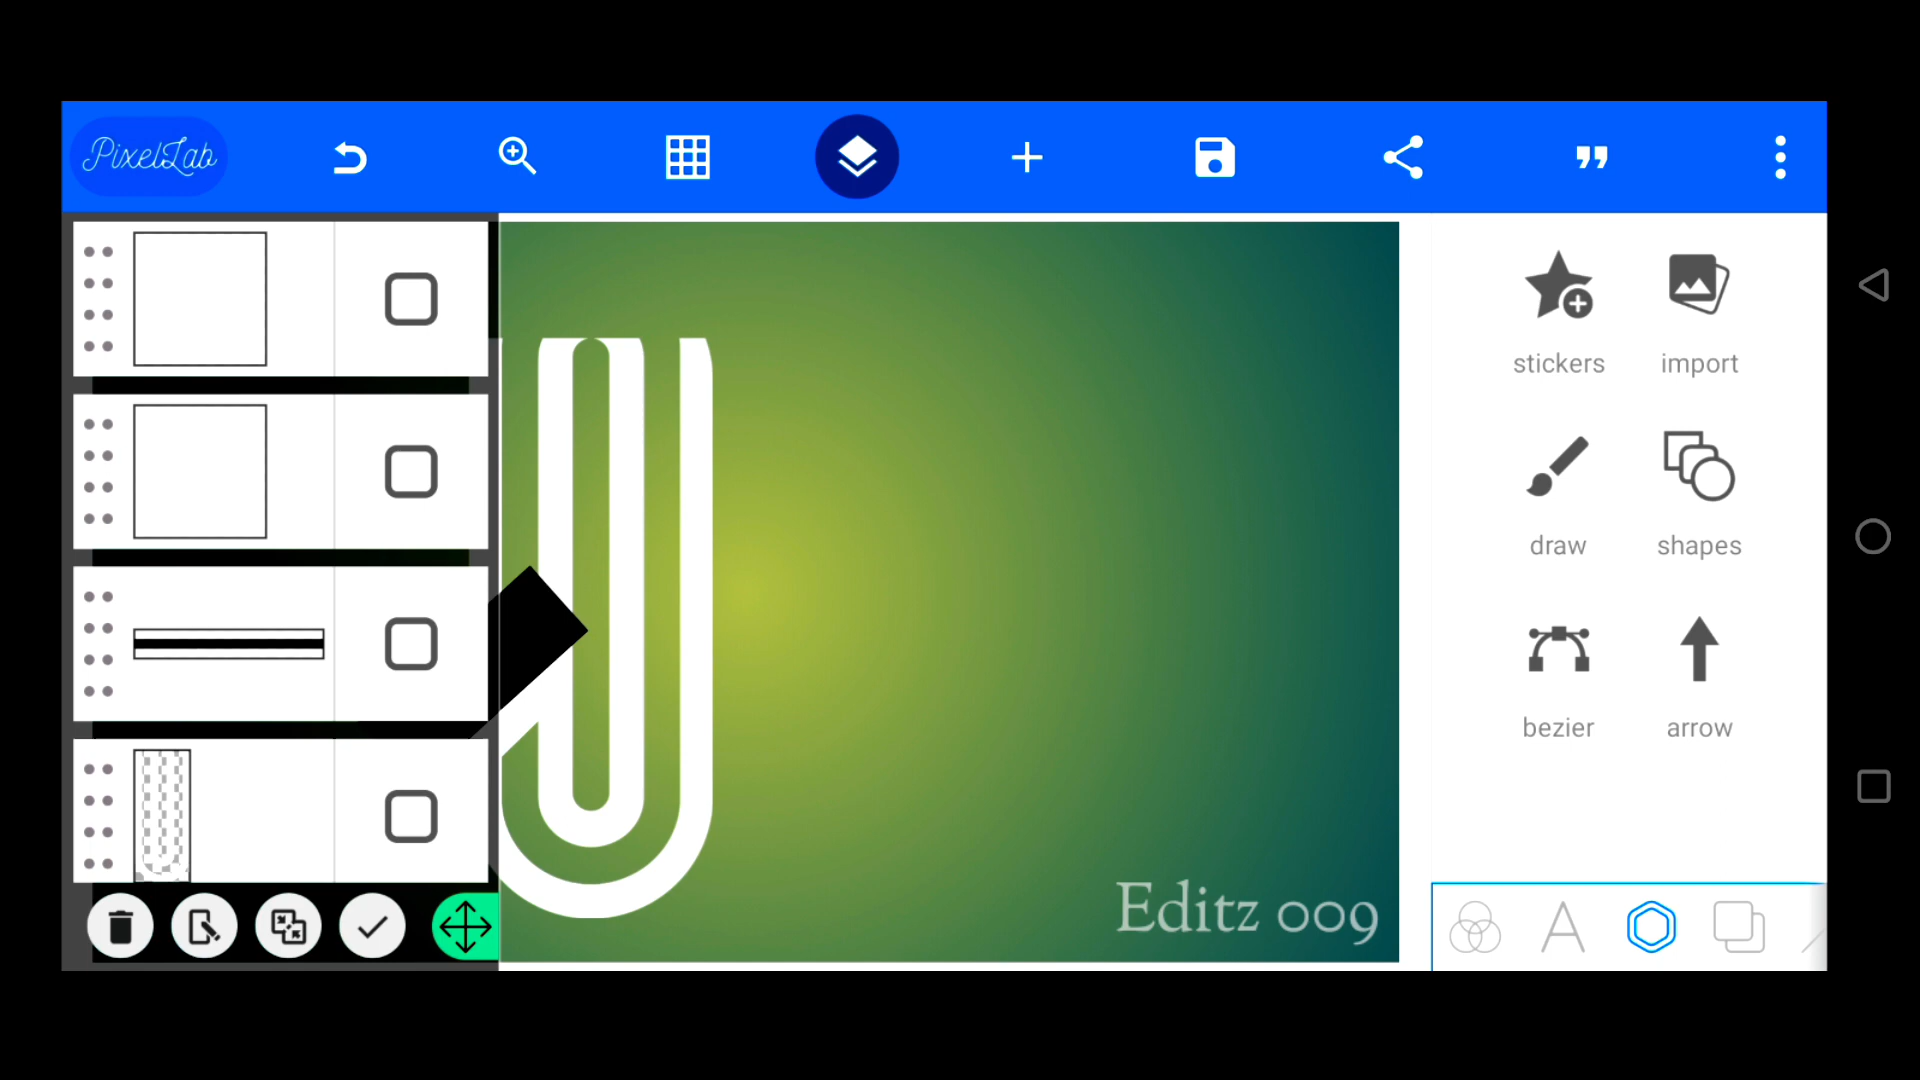 PixelLab
stickers
import
draw
shapes
bezier
arrow
Editz 009